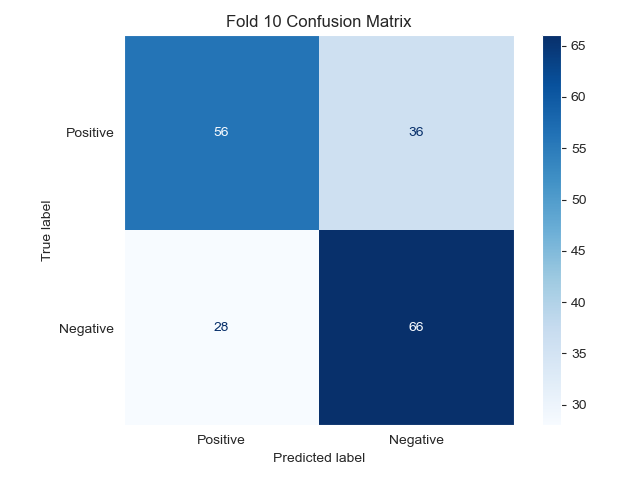 Fold 10 Confusion Matrix
True label
Positive
56
36
Negative
28
66
Positive
Negative
Predicted label
65
60
55
50
45
40
35
30